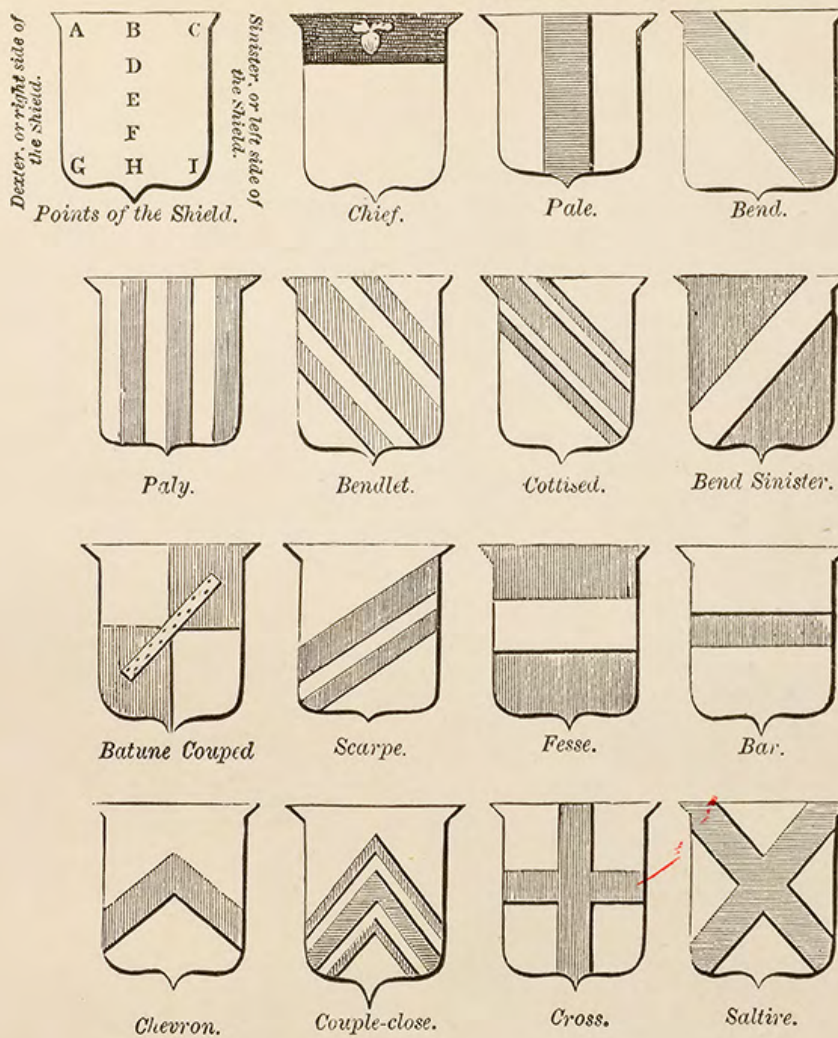 Dexter, or right side of
the Shield.
A B C
D
E
F
G H I
Sinister, or left side of
the Shield.
Points of the Shield.
Chief.
Pale.
Bend.
Paly.
Bendlet.
Cottised.
Bend Sinister.
Batune Couped
Scarpe.
Fesse.
Bar.
Chevron.
Couple-close.
Cross.
Saltire.